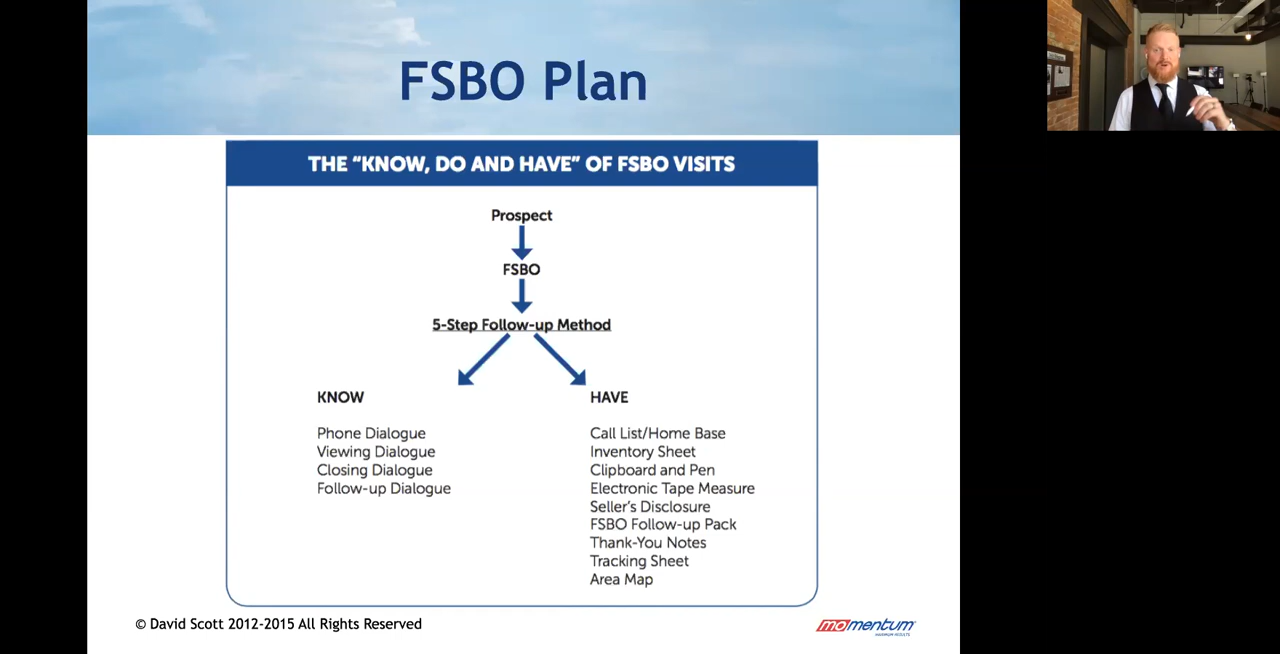 FSBO Plan
THE “KNOW, DO AND HAVE” OF FSBO VISITS
Prospect
FSBO
5-Step Follow-up Method
KNOW
Phone Dialogue
Viewing Dialogue
Closing Dialogue
Follow-up Dialogue
HAVE
Call List/Home Base
Inventory Sheet
Clipboard and Pen
Electronic Tape Measure
Seller’s Disclosure
FSBO Follow-up Pack
Thank-You Notes
Tracking Sheet
Area Map
© David Scott 2012-2015 All Rights Reserved
momentum
MAXIMUM RESULTS